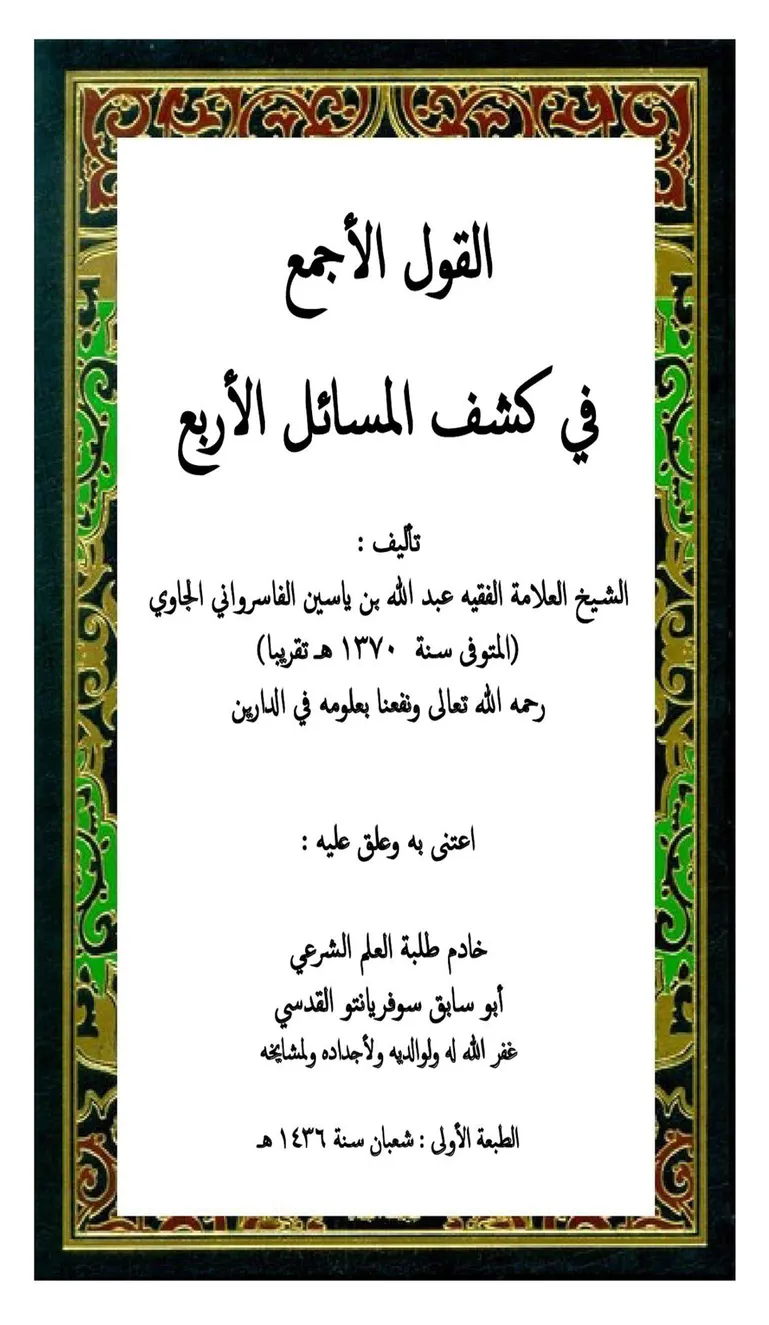 القول الأجمع
في كشف المسائل الأربع
تأليف :
الشيخ العلامة الفقيه عبد الله بن ياسين الفاسرواني الجاوي
(المتوفى سنة ١٣٧٠ هـ تقريبا)
رحمه الله تعالى ونفعنا بعلومه في الدارين
اعتنى به وعلق عليه :
خادم طلبة العلم الشرعي
أبو سابق سوفريانتو القدسي
غفر الله له ولوالديه ولأجداده ولمشايخه
الطبعة الأولى : شعبان سنة ١٤٣٦ هـ